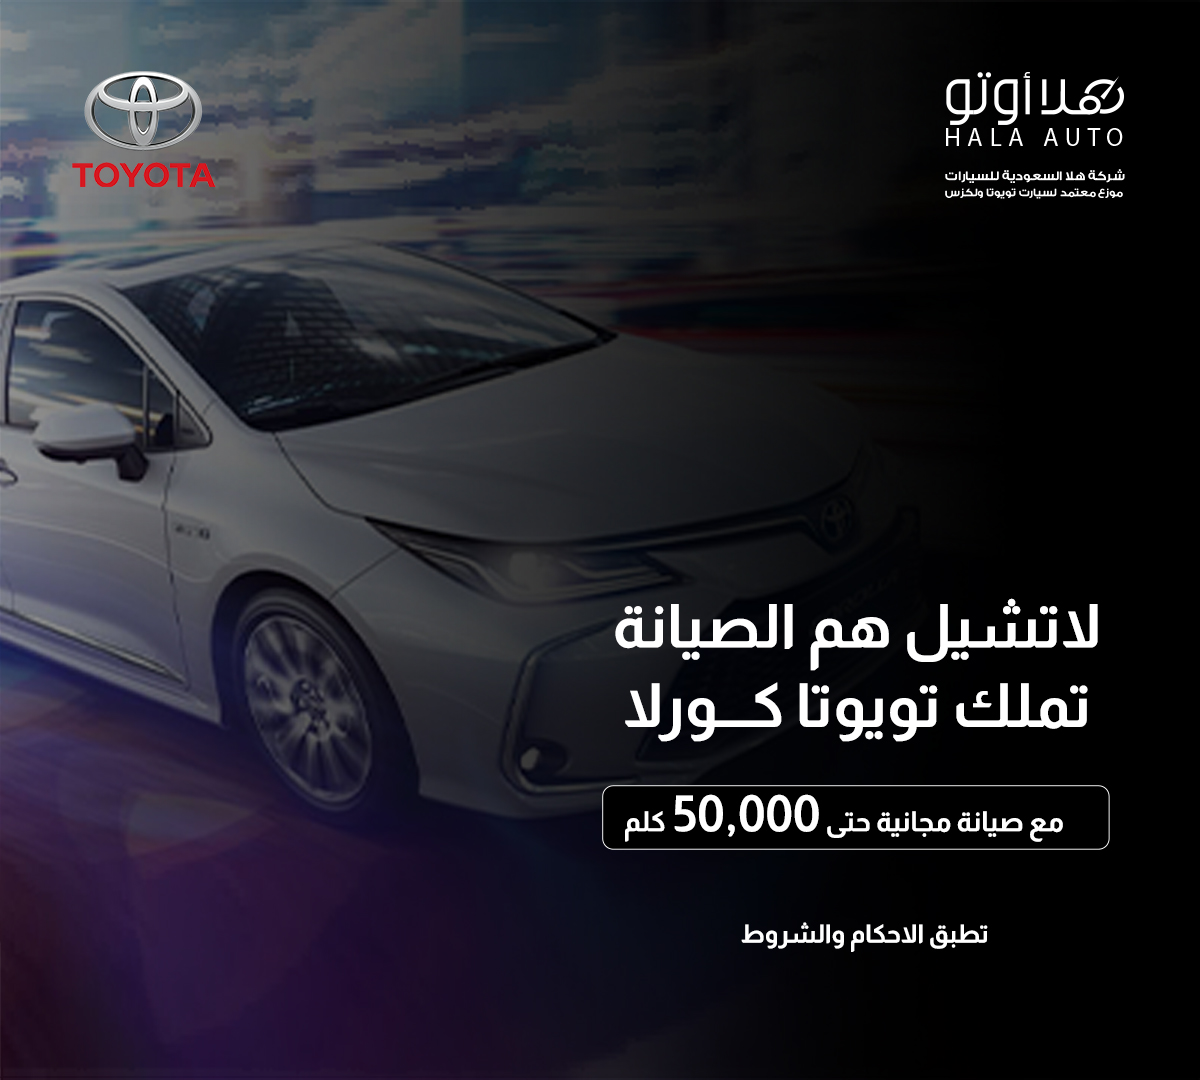 هلا أوتو
HALA AUTO
شركة هلا السعودية للسيارات
موزع معتمد لسيارت تويوتا ولكزس
TOYOTA
لاتشيل هم الصيانة
تملك تويوتا كـورلا
مع صيانة مجانية حتى 50,000 كلم
تطبق الاحكام والشروط